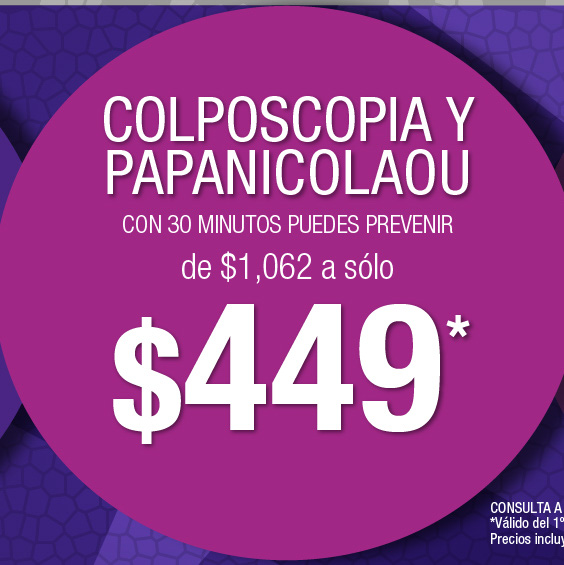 COLPOSCOPIA Y
PAPANICOLAOU
CON 30 MINUTOS PUEDES PREVENIR
de $1,062 a sólo
$449*
CONSULTA A
*Válido del 1º
Precios incluy